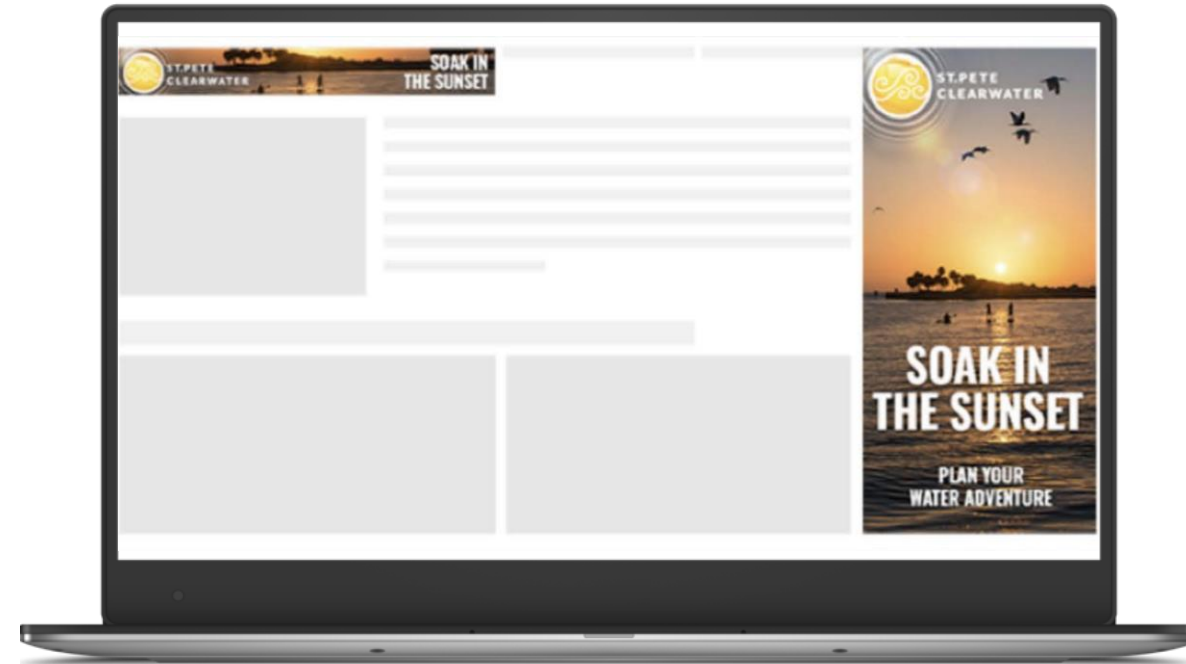 ST.PETE
CLEARWATER
SOAK IN
THE SUNSET
ST.PETE
CLEARWATER
SOAK IN
THE SUNSET
PLAN YOUR
WATER ADVENTURE